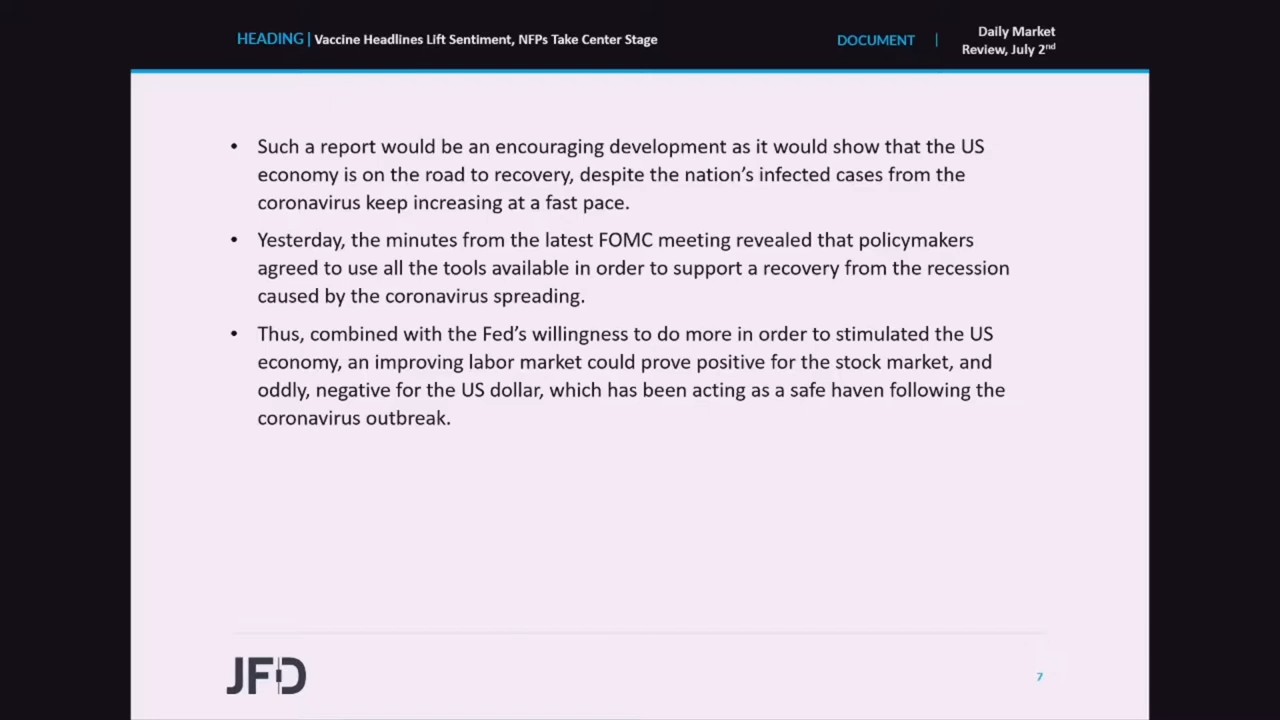 HEADING | Vaccine Headlines Lift Sentiment, NFPs Take Center Stage
DOCUMENT |
Daily Market
Review, July 2nd
• Such a report would be an encouraging development as it would show that the US
economy is on the road to recovery, despite the nation's infected cases from the
coronavirus keep increasing at a fast pace.
• Yesterday, the minutes from the latest FOMC meeting revealed that policymakers
agreed to use all the tools available in order to support a recovery from the recession
caused by the coronavirus spreading.
• Thus, combined with the Fed's willingness to do more in order to stimulated the US
economy, an improving labor market could prove positive for the stock market, and
oddly, negative for the US dollar, which has been acting as a safe haven following the
coronavirus outbreak.
JFD
7